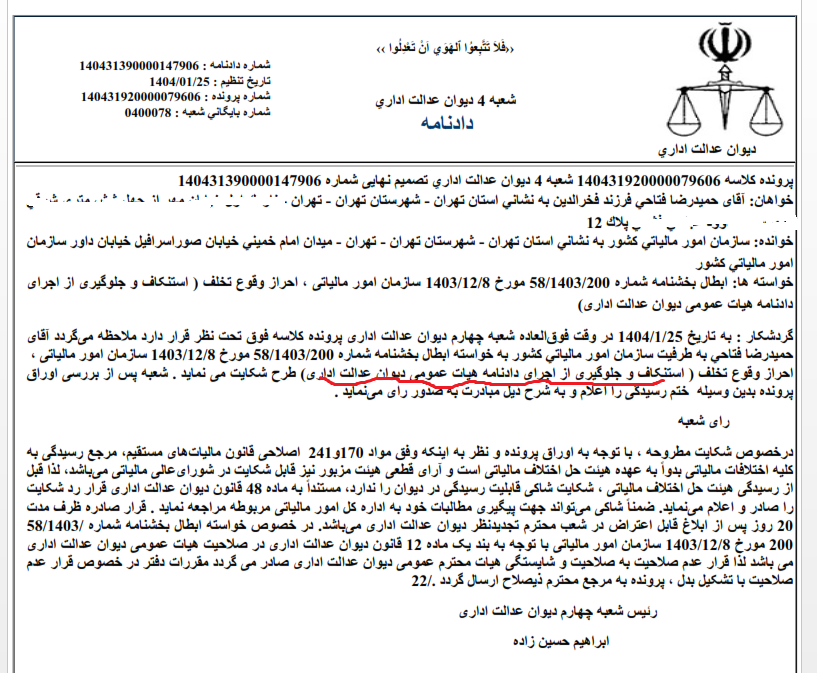 ‹‹فَلَا تَتَّبِعُوا اَلْهَوَي اَنْ تَعْدِلُوا ››
شماره دادنامه : 140431390000147906
تاریخ تنظیم : 1404/01/25
شماره پرونده : 140431920000079606
شماره بایگاني شعبه : 0400078
شعبه 4 دیوان عدالت اداري
دادنامه
دیوان عدالت اداري
پرونده کلاسه 140431920000079606 شعبه 4 دیوان عدالت اداري تصمیم نهایی شماره 140431390000147906
خواهان: آقای حمیدرضا فتاحي فرزند فخرالدین به نشاني استان تهران - شهرستان تهران - تهران -
پلاك 12
خوانده: سازمان امور مالیاتي کشور به نشاني استان تهران - شهرستان تهران - تهران - میدان امام خمیني خیابان صوراسرافیل خیابان داور سازمان
امور مالیاتي کشور
خواسته ها: ابطال بخشنامه شماره 58/1403/200 مورخ 1403/12/8 سازمان امور مالیاتی ، احراز وقوع تخلف ( استنکاف و جلوگیری از اجرای
دادنامه هیات عمومی دیوان عدالت اداری)
گردشکار : به تاریخ 1404/1/25 در وقت فوق‌العاده شعبه چهارم دیوان عدالت اداری پرونده کلاسه فوق تحت نظر قرار دارد ملاحظه می‌گردد آقای
حمیدرضا فتاحي به طرفیت سازمان امور مالیاتي کشور به خواسته ابطال بخشنامه شماره 58/1403/200 مورخ 1403/12/8 سازمان امور مالیاتی ،
احراز وقوع تخلف ( استنکاف و جلوگیری از اجرای دادنامه هیات عمومی دیوان عدالت اداری) طرح شکایت می نماید . شعبه پس از بررسی اوراق
پرونده بدین وسیله ختم رسیدگی را اعلام و به شرح ذیل مبادرت به صدور رای می‌نماید .
رای شعبه
درخصوص شکایت مطروحه ، با توجه به اوراق پرونده و نظر به اینکه وفق مواد 170و241 اصلاحی قانون مالیات‌های مستقیم، مرجع رسیدگی به
کلیه اختلافات مالیاتی بدواً به عهده هیئت حل اختلاف مالیاتی است و آرای قطعی هیئت مزبور نیز قابل شکایت در شورای‌عالی مالیاتی می‌باشد، لذا قبل
از رسیدگی هیئت حل اختلاف مالیاتی ، شکایت شاکی قابلیت رسیدگی در دیوان را ندارد، مستنداً به ماده 48 قانون دیوان عدالت اداری قرار رد شکایت
را صادر و اعلام می‌نماید. ضمناً شاکی می‌تواند جهت پیگیری مطالبات خود به اداره کل امور مالیاتی مربوطه مراجعه نماید . قرار صادره ظرف مدت
20 روز پس از ابلاغ قابل اعتراض در شعب محترم تجدیدنظر دیوان عدالت اداری می‌باشد. در خصوص خواسته ابطال بخشنامه شماره 58/1403/
200 مورخ 1403/12/8 سازمان امور مالیاتی با توجه به بند یک ماده 12 قانون دیوان عدالت اداری در صلاحیت هیات عمومی دیوان عدالت اداری
می باشد لذا قرار عدم صلاحیت به صلاحیت و شایستگی هیات محترم عمومی دیوان عدالت اداری صادر می گردد مقررات دفتر در خصوص قرار عدم
صلاحیت با تشکیل بدل ، پرونده به مرجع محترم ذیصلاح ارسال گردد ./22
رئیس شعبه چهارم دیوان عدالت اداری
ابراهیم حسین زاده